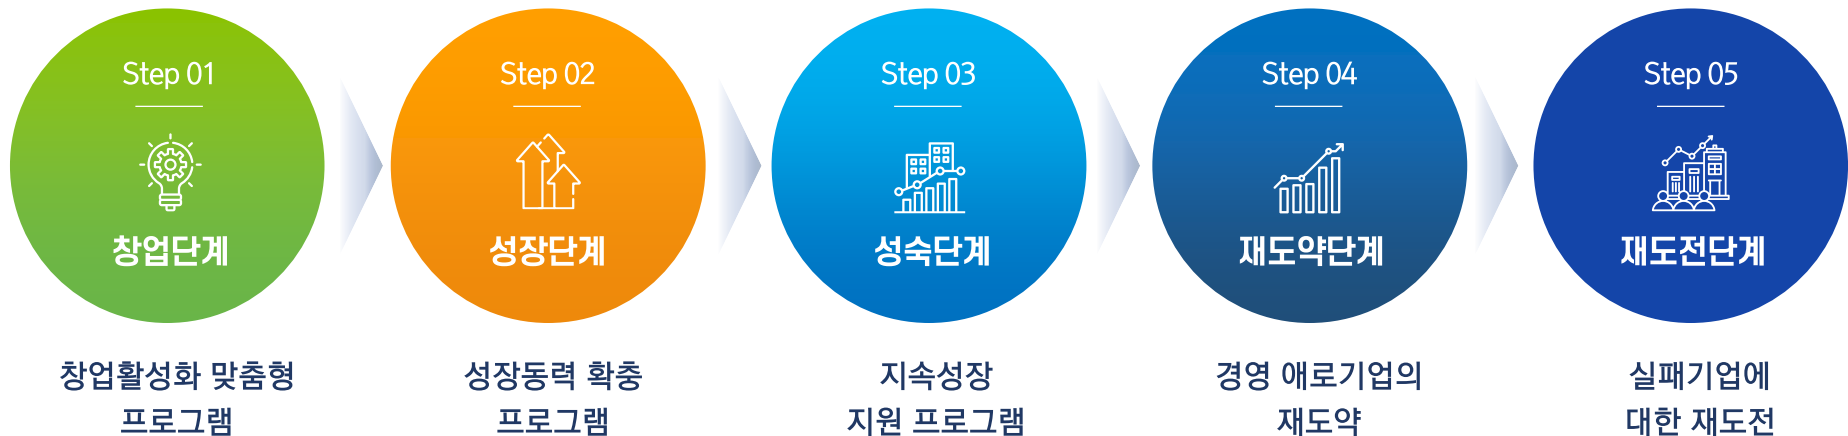 Step 01
창업단계
창업활성화 맞춤형
프로그램
Step 02
성장단계
성장동력 확충
프로그램
Step 03
성숙단계
지속성장
지원 프로그램
Step 04
재도약단계
경영 애로기업의
재도약
Step 05
재도전단계
실패기업에
대한 재도전